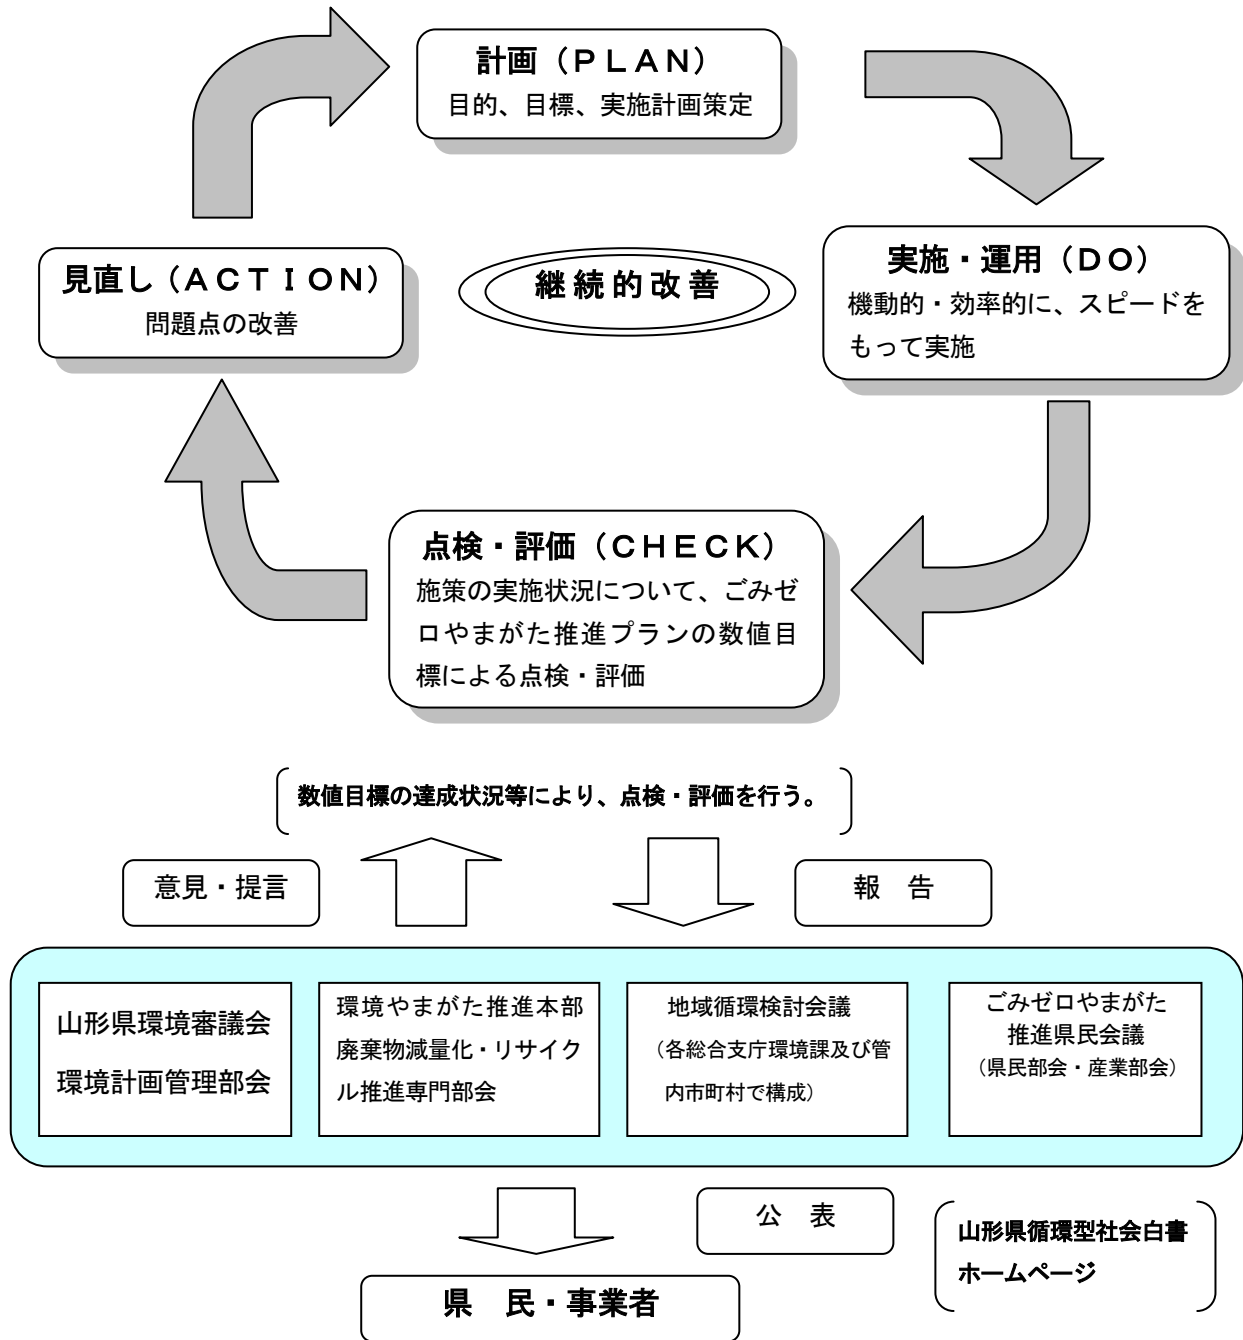 計画（ＰＬＡＮ）
目的、目標、実施計画策定
見直し（ＡＣＴＩＯＮ）
問題点の改善
継続的改善
実施・運用（ＤＯ）
機動的・効率的に、スピードを
もって実施
点検・評価（ＣＨＥＣＫ）
施策の実施状況について、ごみゼ
ロやまがた推進プランの数値目
標による点検・評価
数値目標の達成状況等により、点検・評価を行う。
意見・提言
報　告
山形県環境審議会
環境計画管理部会
環境やまがた推進本部
廃棄物減量化・リサイク
ル推進専門部会
地域循環検討会議
（各総合支庁環境課及び管
内市町村で構成）
ごみゼロやまがた
推進県民会議
（県民部会・産業部会）
公　表
山形県循環型社会白書
ホームページ
県　民・事業者